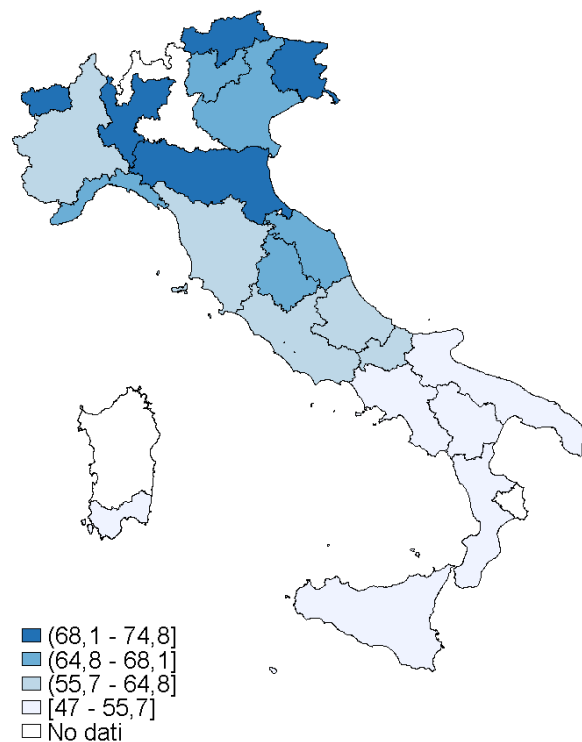 (68,1 - 74,8]
(64,8 - 68,1]
(55,7 - 64,8]
[47 - 55,7]
No dati